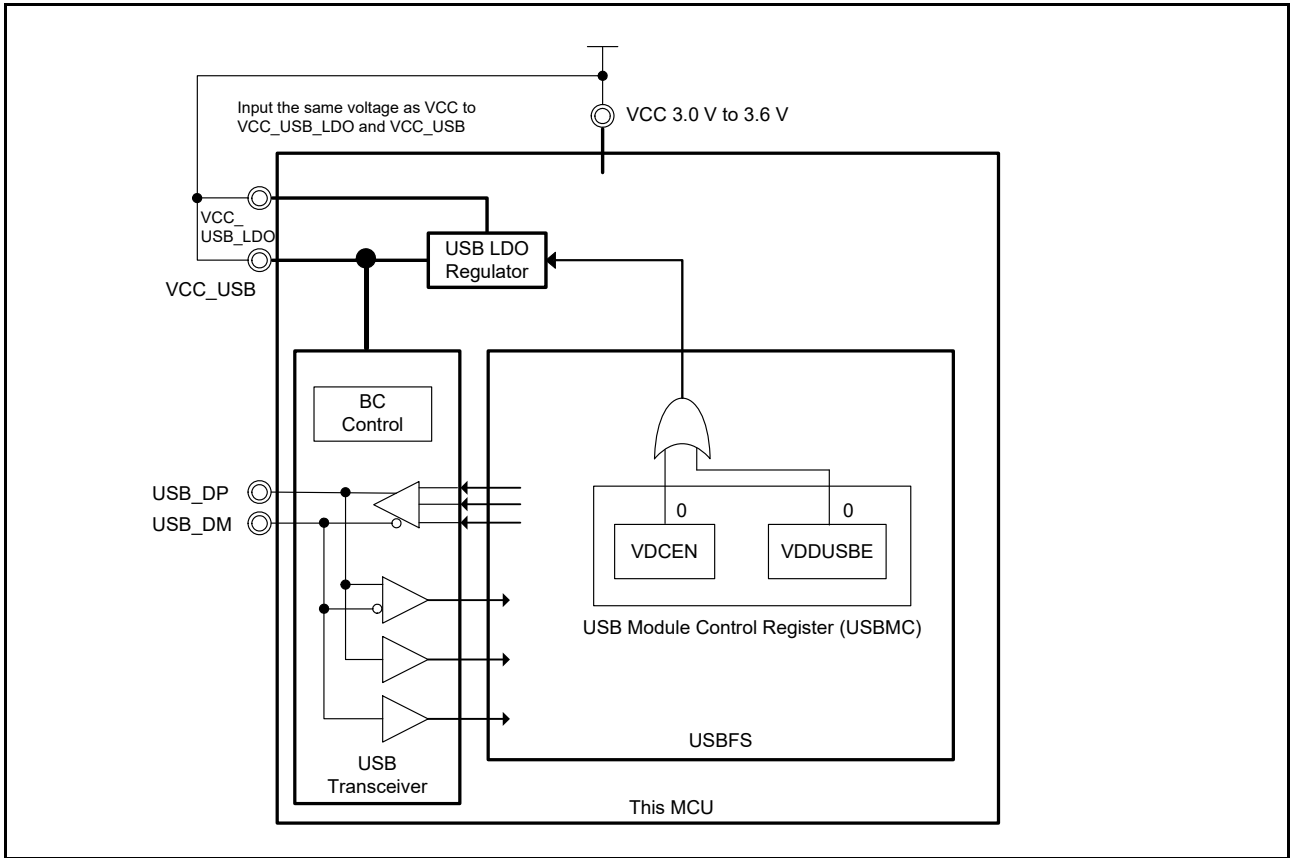 Input the same voltage as VCC to
VCC_USB_LDO and VCC_USB
VCC 3.0 V to 3.6 V
VCC_
USB_LDO
USB LDO
Regulator
VCC_USB
BC
Control
USB_DP
USB_DM
0
0
VDCEN
VDDUSBE
USB Module Control Register (USBMC)
USBFS
USB
Transceiver
This MCU